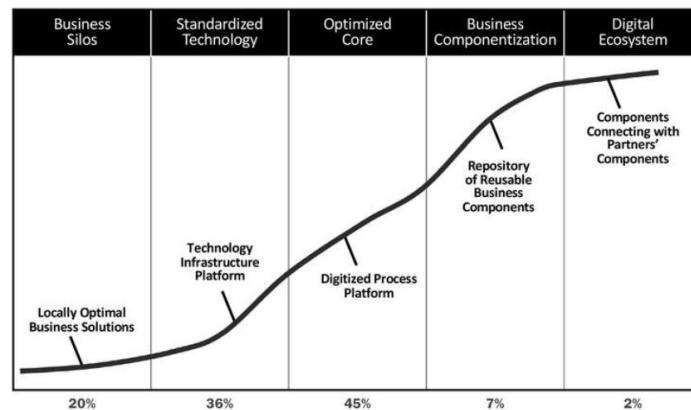 Business
Silos
Standardized
Technology
Optimized
Core
Business
Componentization
Digital
Ecosystem
Components
Connecting with
Partners'
Components
Repository
of Reusable
Business
Components
Technology
Infrastructure
Platform
Digitized Process
Platform
Locally Optimal
Business Solutions
20%
36%
45%
7%
2%